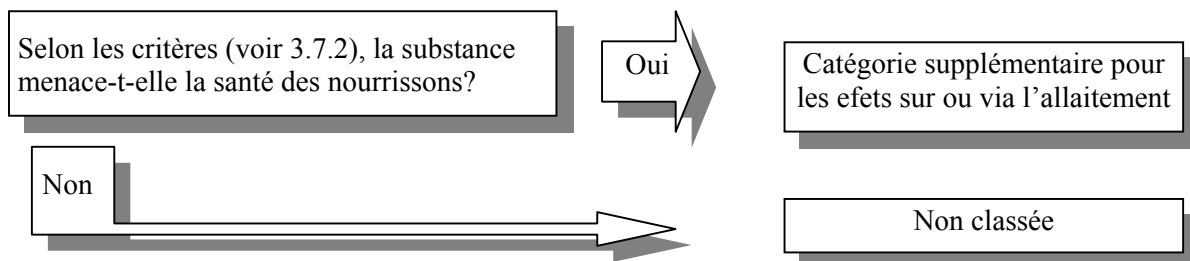 Selon les critères (voir 3.7.2), la substance
menace-t-elle la santé des nourrissons?
Oui
Catégorie supplémentaire pour
les efets sur ou via l’allaitement
Non
Non classée